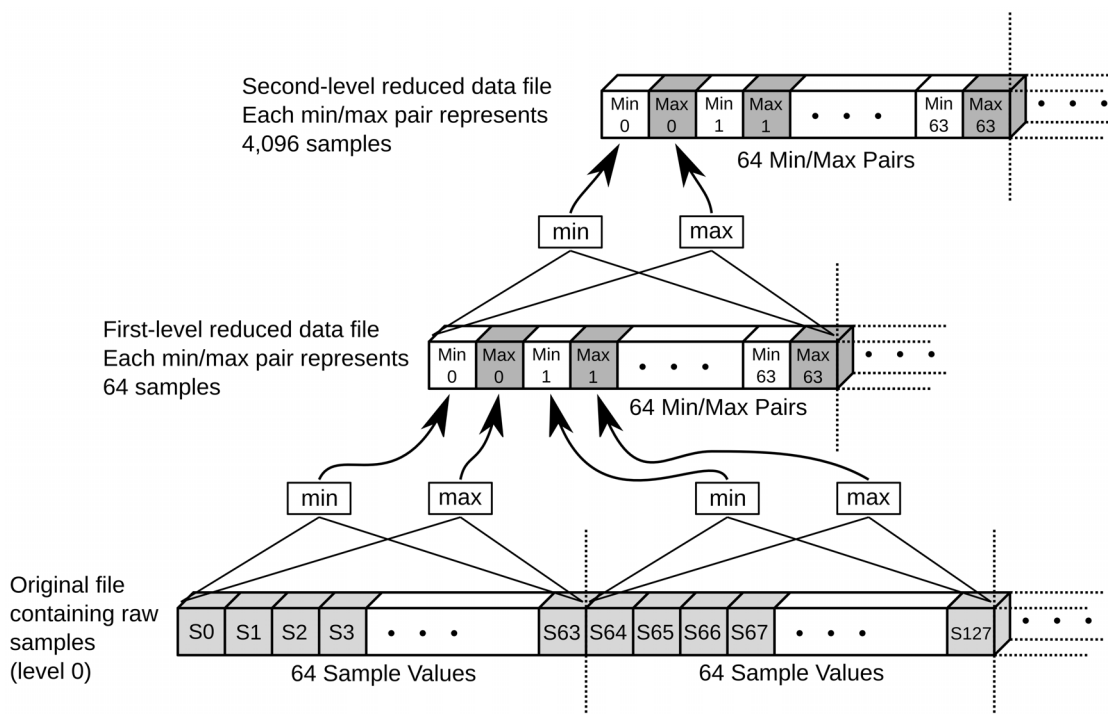 Second-level reduced data file
Each min/max pair represents
4,096 samples
Min 0 Max 0 Min 1 Max 1 . . . Min 63 Max 63 . . .
64 Min/Max Pairs
min max
First-level reduced data file
Each min/max pair represents
64 samples
Min 0 Max 0 Min 1 Max 1 . . . Min 63 Max 63 . . .
64 Min/Max Pairs
min max min max
Original file
containing raw
samples
(level 0)
S0 S1 S2 S3 . . . S63 S64 S65 S66 S67 . . . S127 . . .
64 Sample Values 64 Sample Values